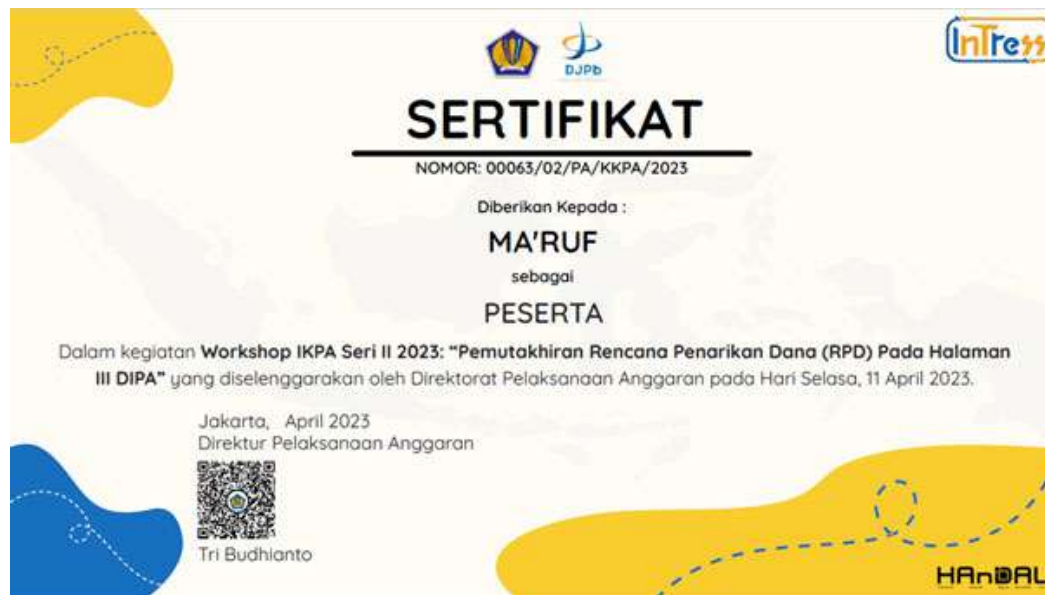 InTress
DJPb
SERTIFIKAT
NOMOR: 00063/02/PA/KKPA/2023
Diberikan Kepada :
MA'RUF
sebagai
PESERTA
Dalam kegiatan Workshop IKPA Seri II 2023: “Pemutakhiran Rencana Penarikan Dana (RPD) Pada Halaman
III DIPA” yang diselenggarakan oleh Direktorat Pelaksanaan Anggaran pada Hari Selasa, 11 April 2023.
Jakarta, April 2023
Direktur Pelaksanaan Anggaran
Tri Budhianto
HAnDAL